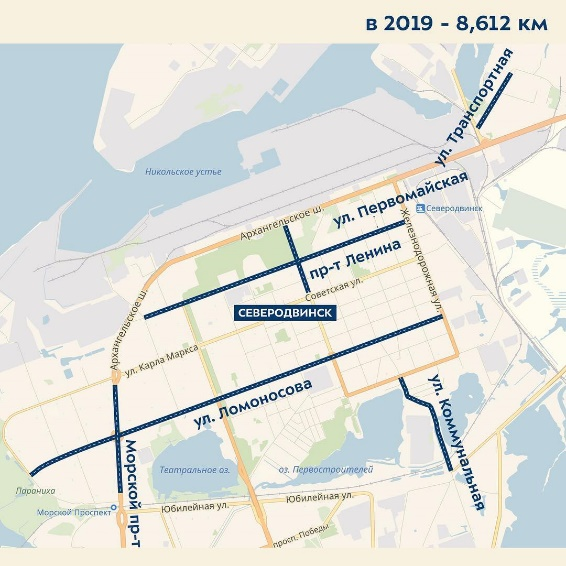 в 2019 - 8,612 км
ул. Транспортная
Никольское устье
ул. Первомайская
Северодвинск
Архангельское ш.
пр-т Ленина
Железнодорожная ул.
Советская ул.
СЕВЕРОДВИНСК
Архангельское ш.
ул. Карла Маркса
ул. Ломоносова
ул. Коммунальная
Морской пр-т
Театральное оз.
оз. Первостроителей
Лараниха
Юбилейная ул.
Морской Проспект
Юбилейная ул.
просп. Победы